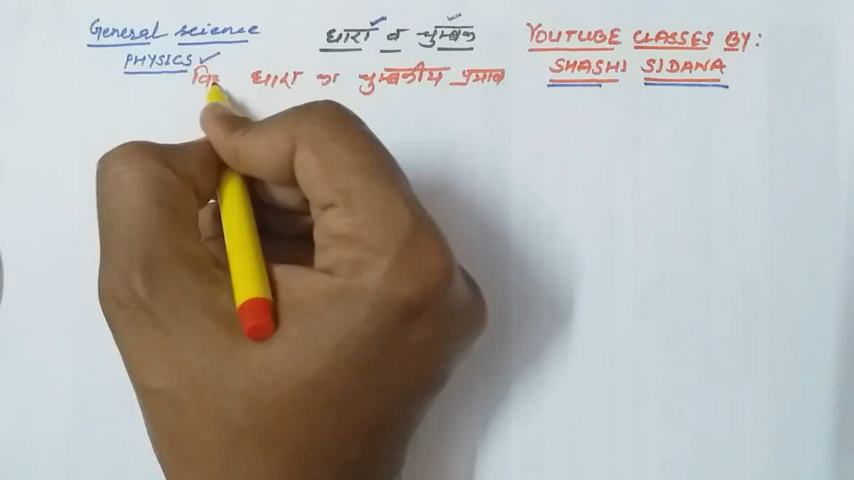 General science
PHYSICS
धारा व चुम्बक
YOUTUBE CLASSES BY:
SHASHI SIDANA
वि धारा का चुम्बकीय प्रभाव